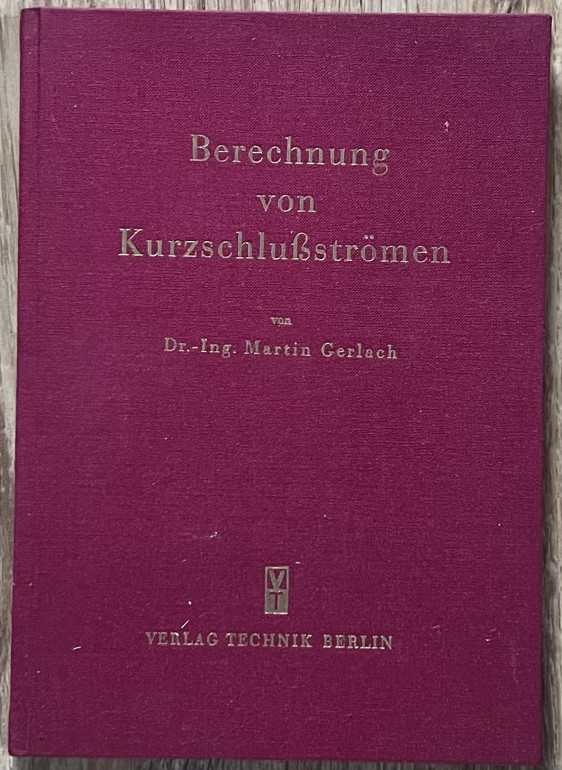 Berechnung
von
Kurzschlußströmen
von
Dr.-Ing. Martin Gerlach
VT
VERLAG TECHNIK BERLIN